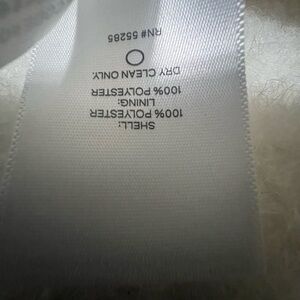 SHELL:
100% POLYESTER
LINING:
100% POLYESTER
DRY CLEAN ONLY.
RN# 55285